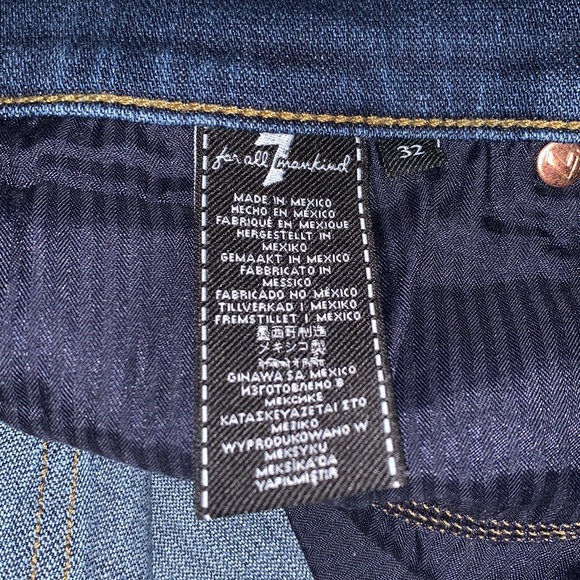 7
for all mankind
32
MADE IN MEXICO
HECHO EN MÉXICO
FABRIQUÉ EN MEXIQUE
HERGESTELLT IN
MEXIKO
GEMAAKT IN MEXICO
FABBRICATO IN
MESSICO
FABRICADO NO MÉXICO
TILLVERKAD I MEXIKO
FREMSTILLET I MEXICO
墨西哥制造
メキシコ製
GINAWA SA MEXICO
ИЗГОТОВЛЕНО В
МЕКСИКЕ
ΚΑΤΑΣΚΕΥΑΖΕΤΑΙ ΣΤΟ
ΜΕΞΙΚΟ
WYPRODUKOWANO W
MEKSYKU
MEKSİKA'DA
YAPILMIŞTIR